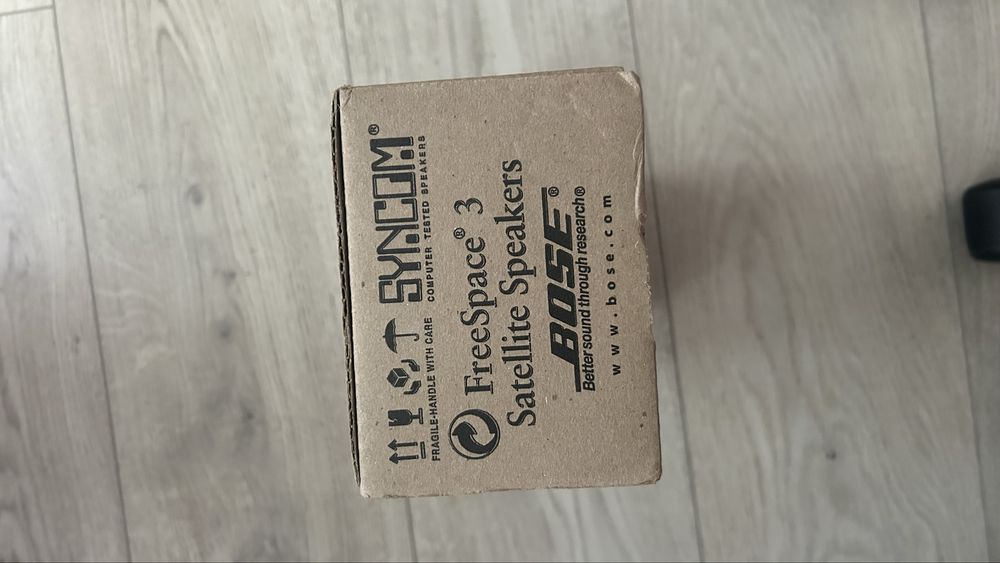 SYNCOM®
COMPUTER TESTED SPEAKERS
FRAGILE-HANDLE WITH CARE
FreeSpace® 3
Satellite Speakers
BOSE®
Better sound through research®
www.bose.com